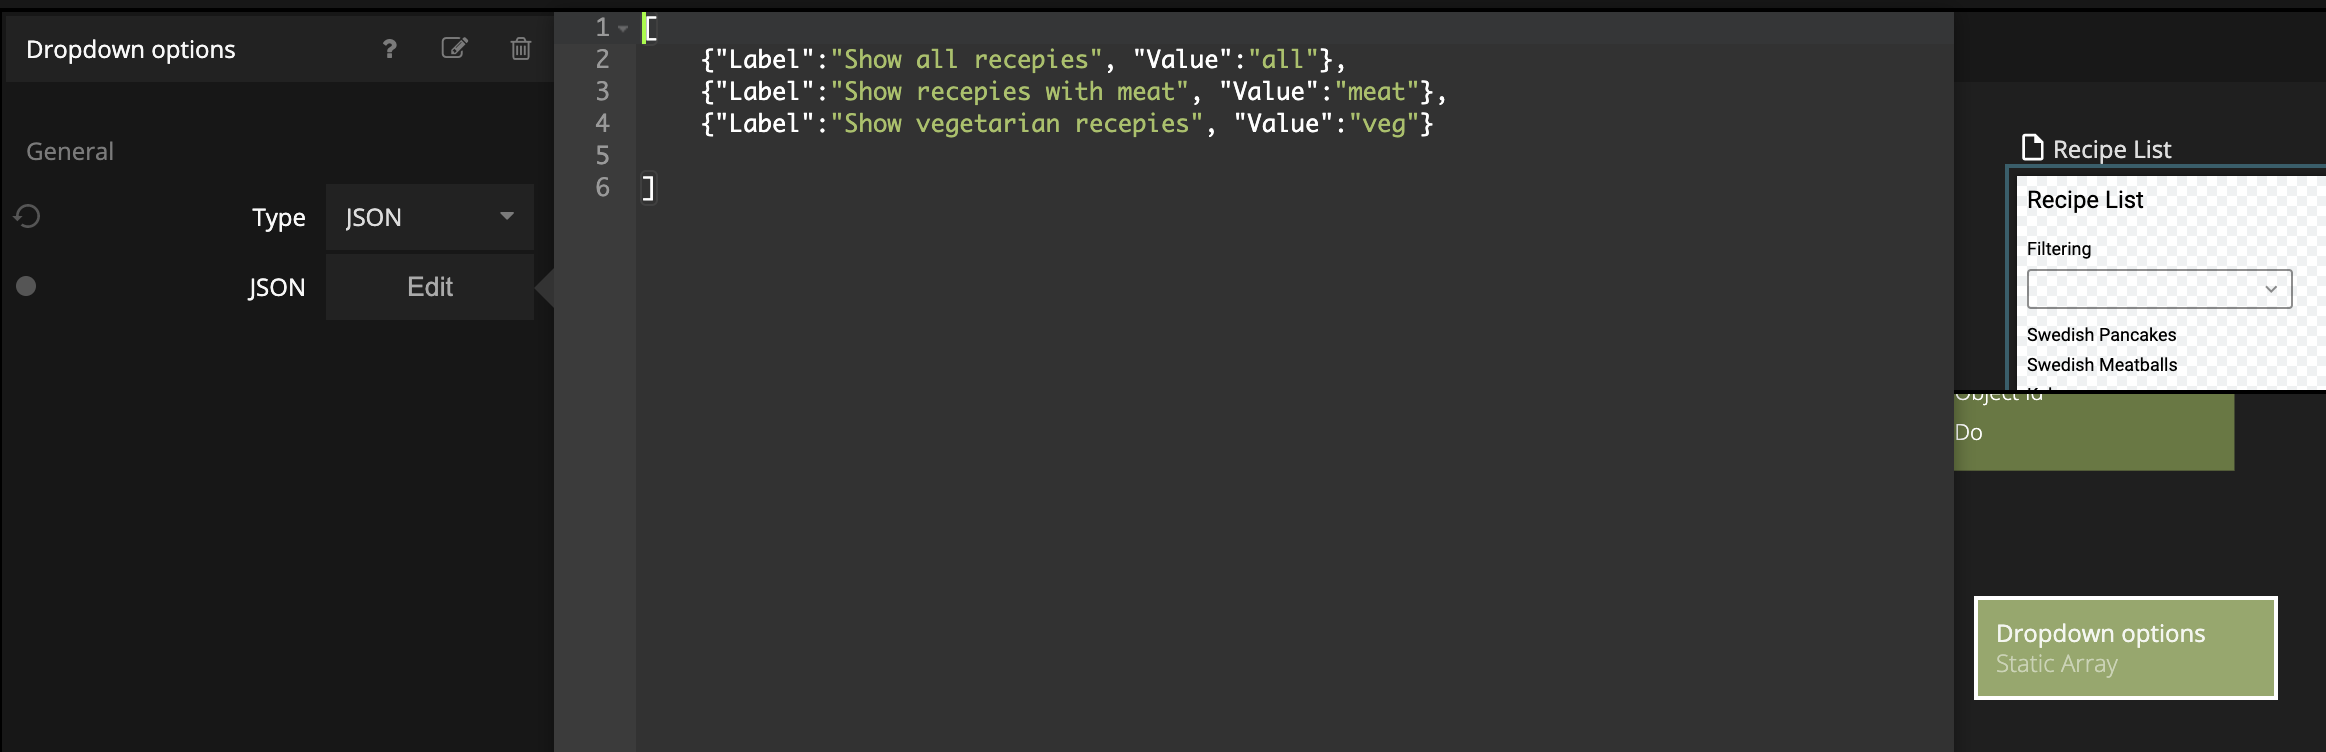 Dropdown options
?
General
Type
JSON
JSON
Edit
1 [
2 {"Label":"Show all recepies", "Value":"all"},
3 {"Label":"Show recepies with meat", "Value":"meat"},
4 {"Label":"Show vegetarian recepies", "Value":"veg"}
5
6 ]
Recipe List
Recipe List
Filtering
Swedish Pancakes
Swedish Meatballs
Object Id
Do
Dropdown options
Static Array